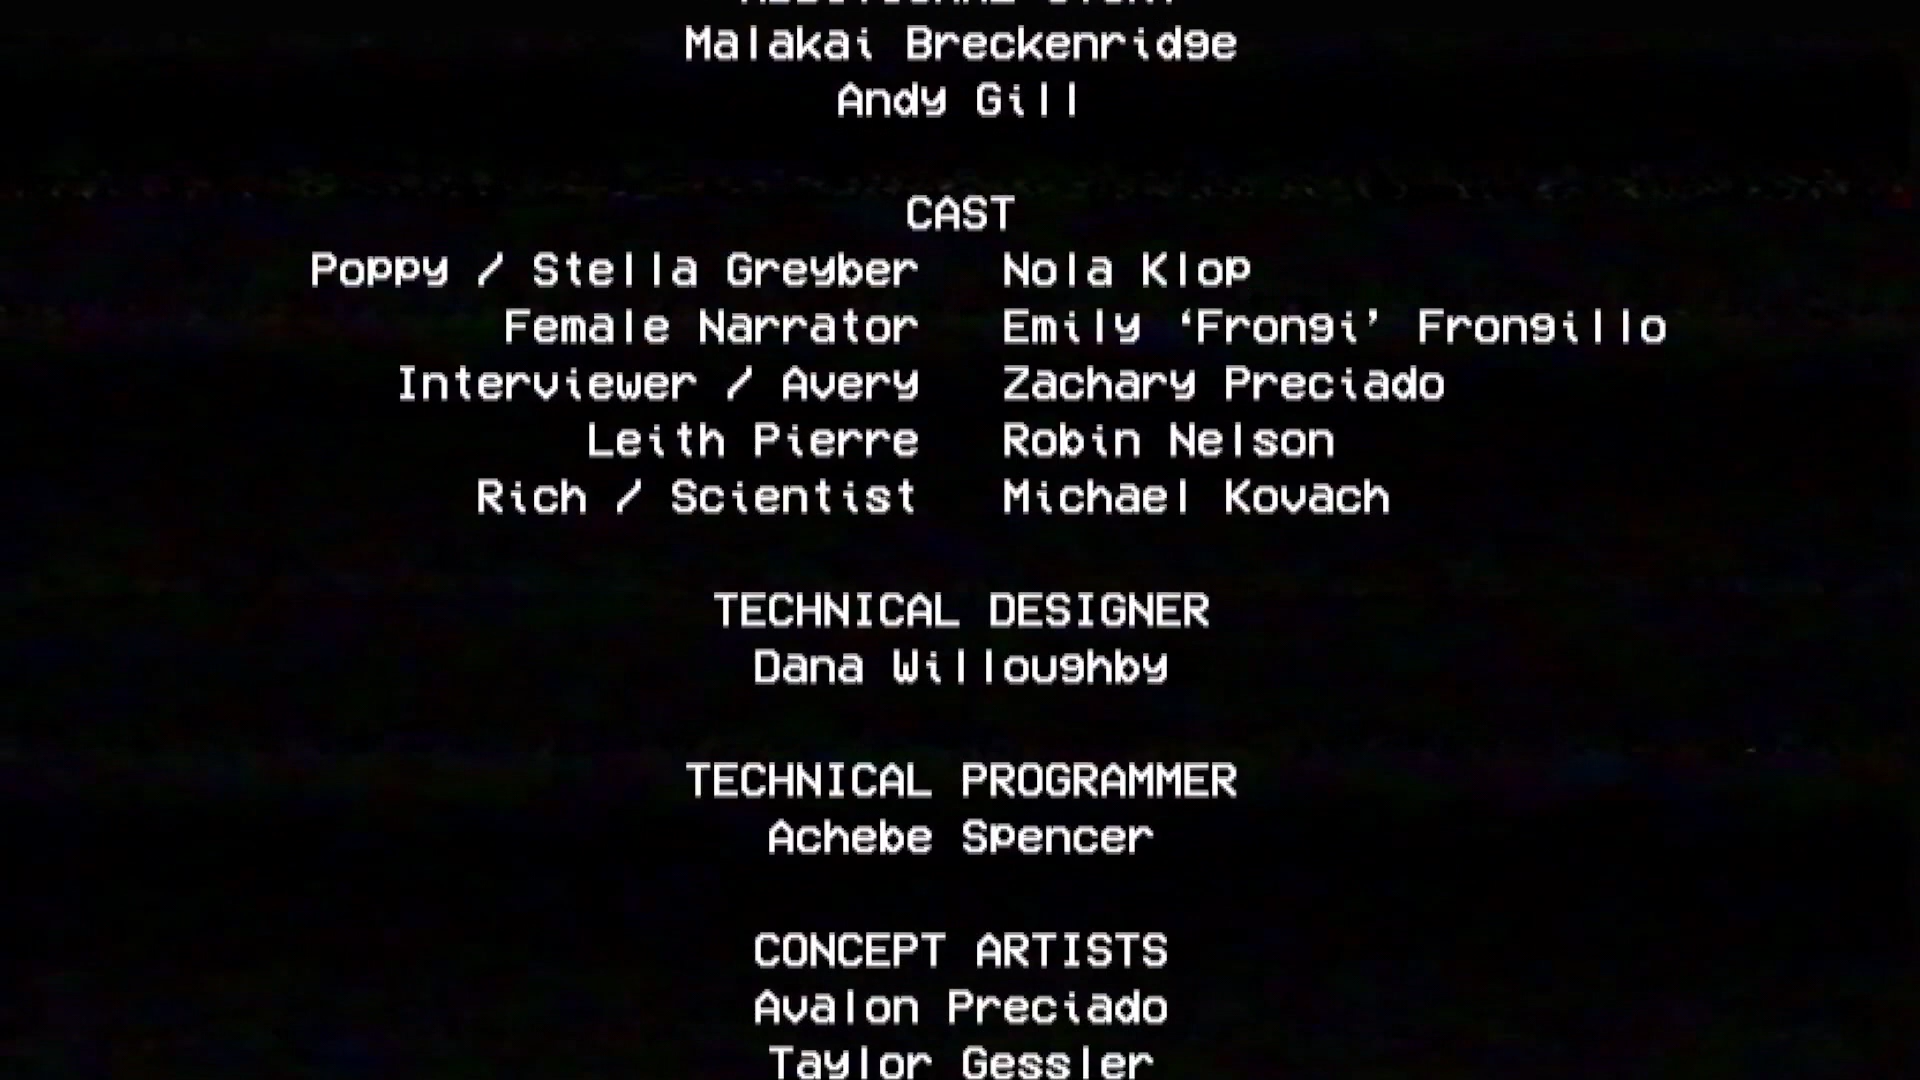 Malakai Breckenridge
Andy Gill
CAST
Poppy / Stella Greyber Nola Klop
Female Narrator Emily ‘Frongi’ Frongillo
Interviewer / Avery Zachary Preciado
Leith Pierre Robin Nelson
Rich / Scientist Michael Kovach
TECHNICAL DESIGNER
Dana Willoughby
TECHNICAL PROGRAMMER
Achebe Spencer
CONCEPT ARTISTS
Avalon Preciado
Taylor Gessler